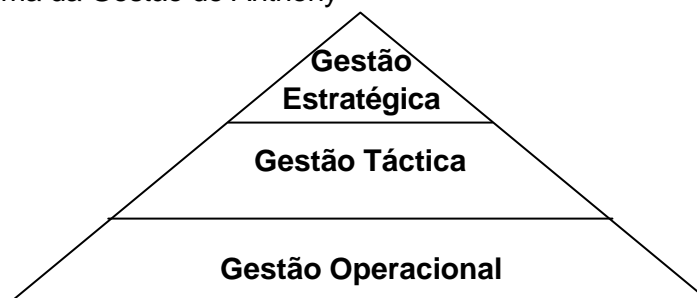 da Gestão de Anthony
Gestão
Estratégica
Gestão Táctica
Gestão Operacional